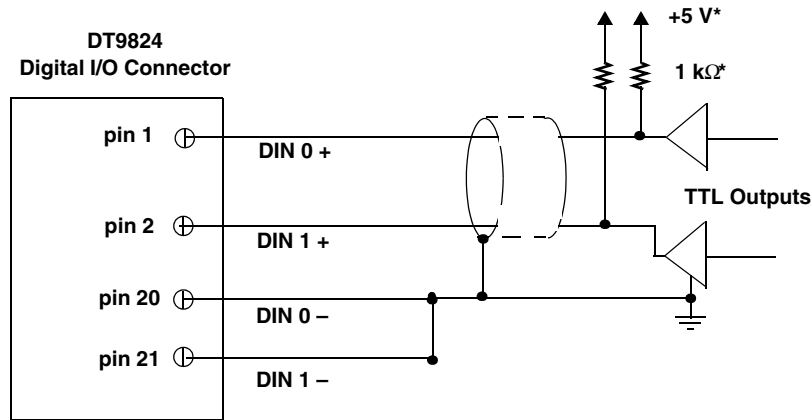 +5 V*
DT9824
Digital I/O Connector
1 kΩ*
pin 1
DIN 0 +
TTL Outputs
pin 2
DIN 1 +
pin 20
DIN 0 –
pin 21
DIN 1 –